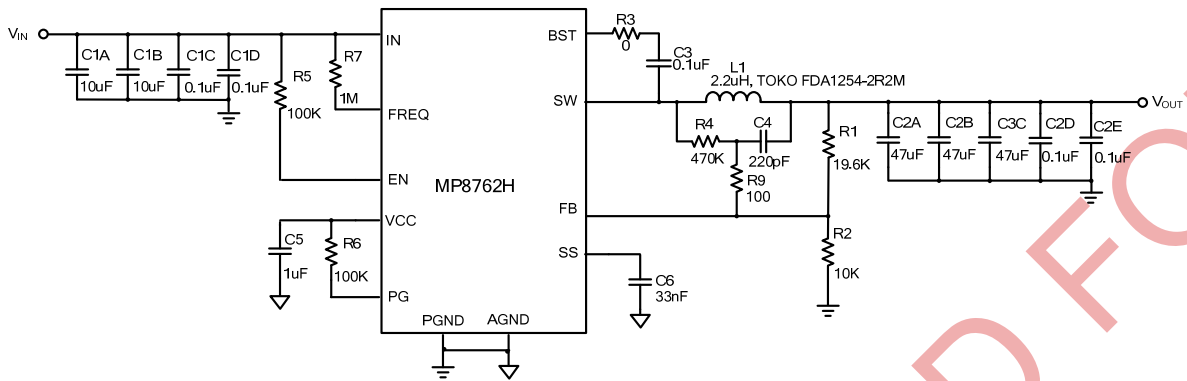 V_IN
C1A
10uF
C1B
10uF
C1C
0.1uF
C1D
0.1uF
R5
100K
R7
1M
IN
FREQ
EN
VCC
PG
PGND
AGND
MP8762H
BST
SW
FB
SS
C5
1uF
R6
100K
R3
0
C3
0.1uF
L1
2.2uH, TOKO FDA1254-2R2M
R4
470K
C4
220pF
R9
100
R1
19.6K
R2
10K
C6
33nF
C2A
47uF
C2B
47uF
C3C
47uF
C2D
0.1uF
C2E
0.1uF
V_OUT
D FO